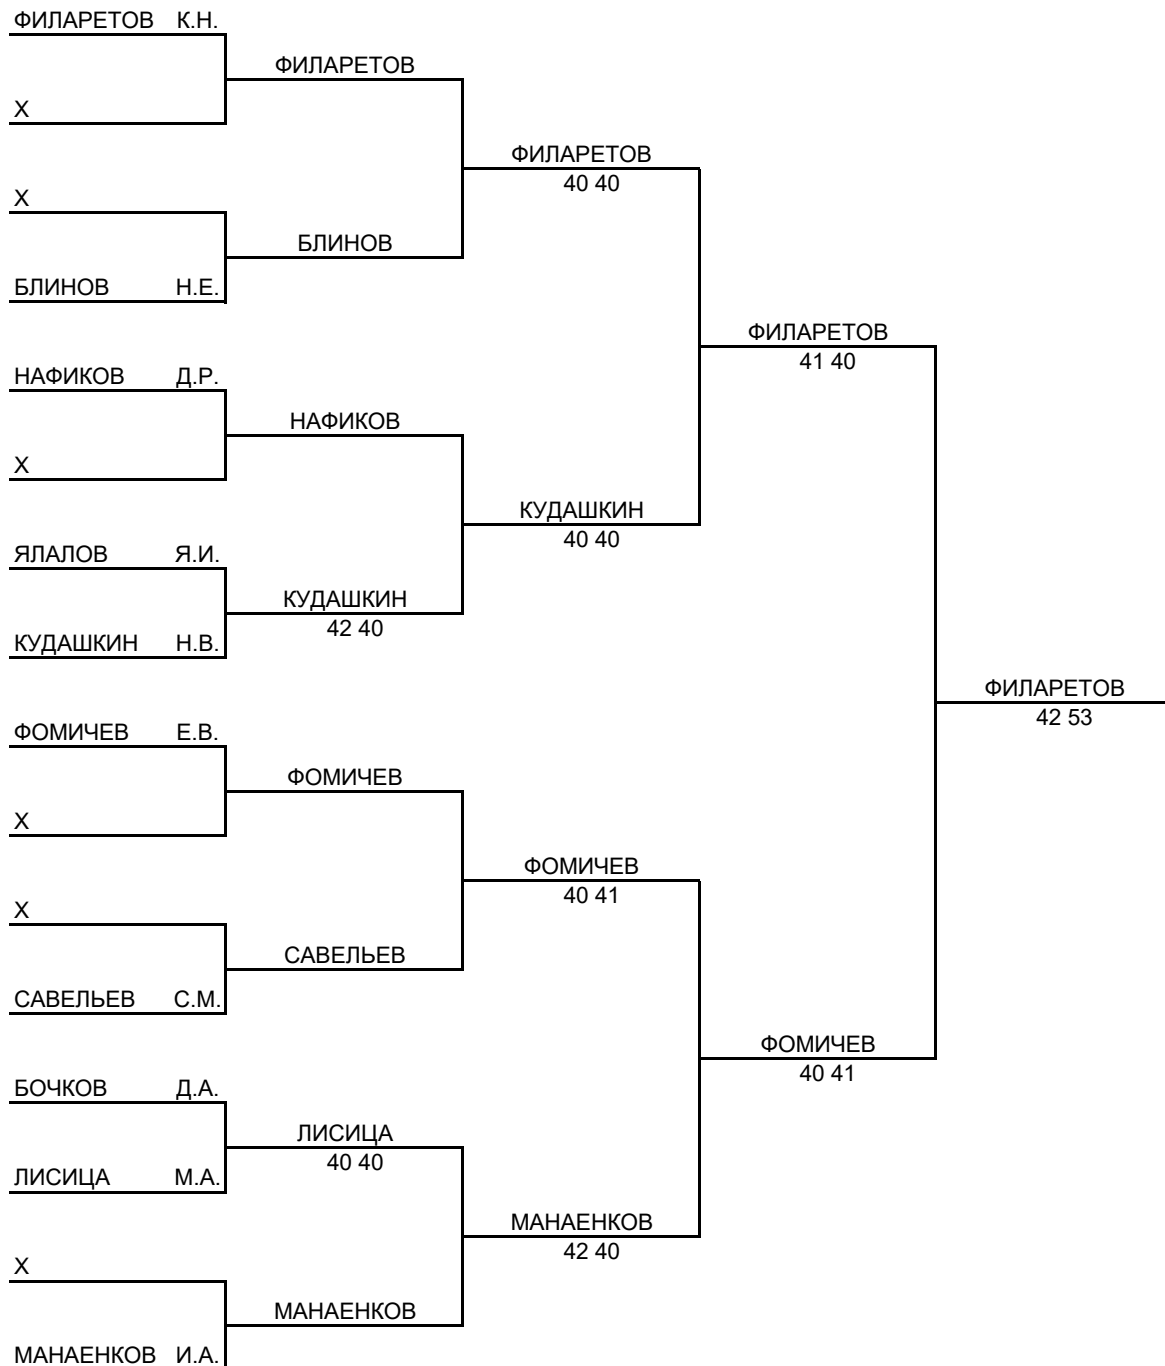 ФИЛАРЕТОВ К.Н.
ФИЛАРЕТОВ
Х
ФИЛАРЕТОВ
40 40
Х
БЛИНОВ
БЛИНОВ Н.Е.
ФИЛАРЕТОВ
41 40
НАФИКОВ Д.Р.
НАФИКОВ
Х
КУДАШКИН
40 40
ЯЛАЛОВ Я.И.
КУДАШКИН
42 40
КУДАШКИН Н.В.
ФИЛАРЕТОВ
42 53
ФОМИЧЕВ Е.В.
ФОМИЧЕВ
Х
ФОМИЧЕВ
40 41
Х
САВЕЛЬЕВ
САВЕЛЬЕВ С.М.
ФОМИЧЕВ
40 41
БОЧКОВ Д.А.
ЛИСИЦА
40 40
ЛИСИЦА М.А.
МАНАЕНКОВ
42 40
Х
МАНАЕНКОВ
МАНАЕНКОВ И.А.